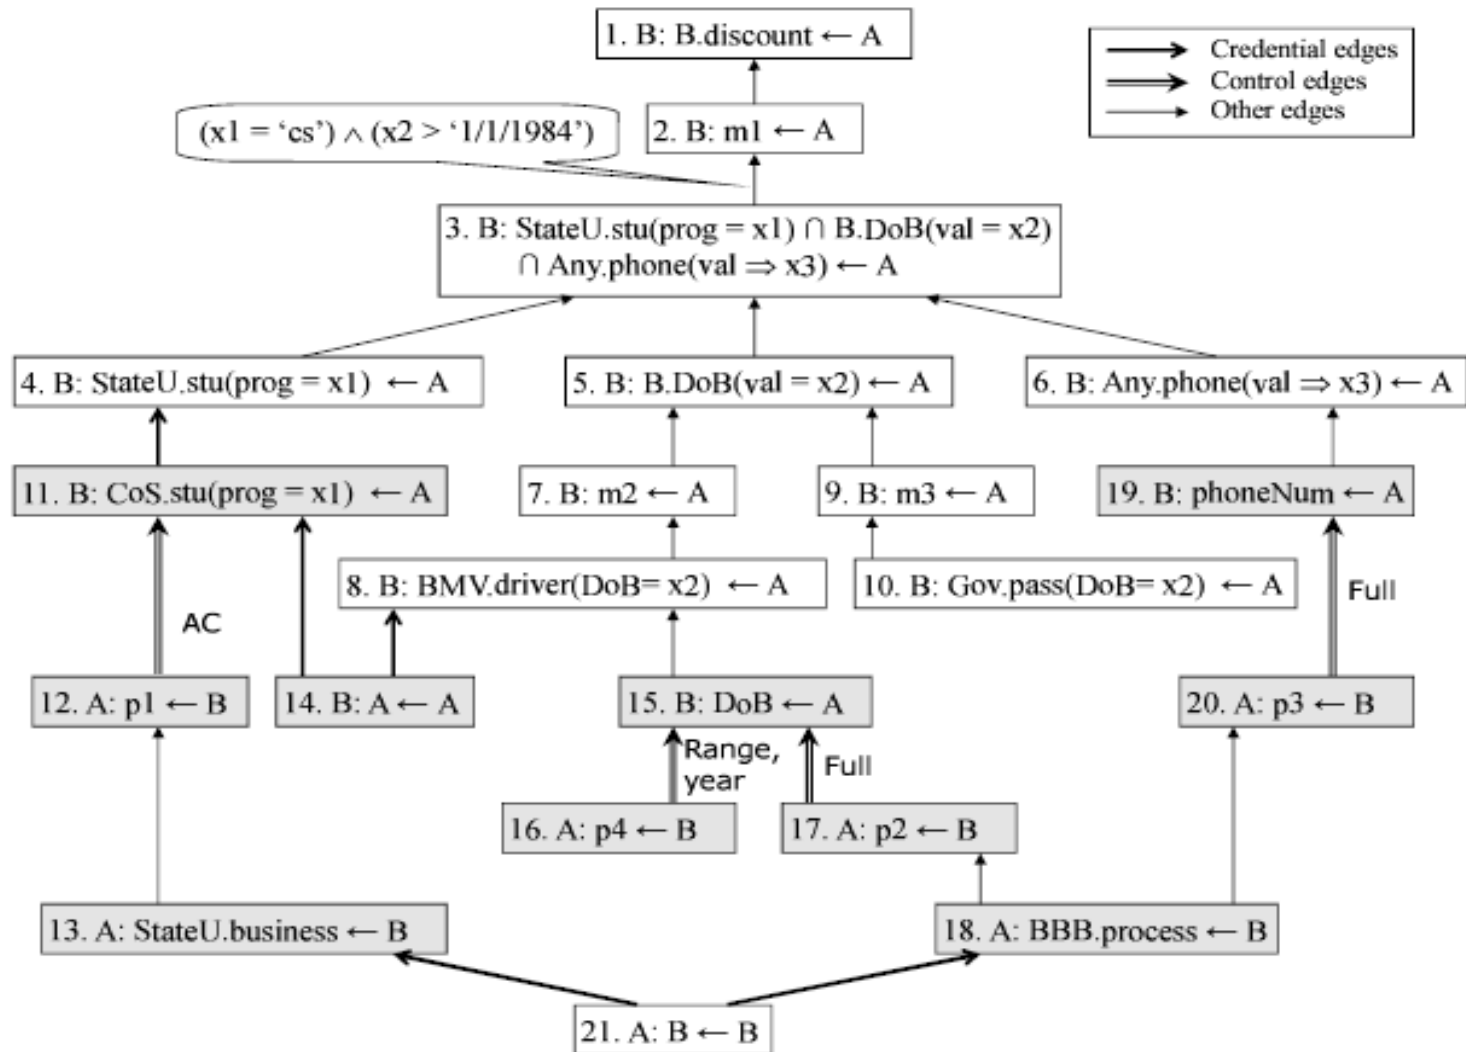 1. B: B.discount ← A
Credential edges
Control edges
Other edges
(x1 = ‘cs’) ∧ (x2 > ‘1/1/1984’)
2. B: m1 ← A
3. B: StateU.stu(prog = x1) ∩ B.DoB(val = x2)
∩ Any.phone(val ⇒ x3) ← A
4. B: StateU.stu(prog = x1) ← A
5. B: B.DoB(val = x2) ← A
6. B: Any.phone(val ⇒ x3) ← A
11. B: CoS.stu(prog = x1) ← A
7. B: m2 ← A
9. B: m3 ← A
19. B: phoneNum ← A
8. B: BMV.driver(DoB= x2) ← A
10. B: Gov.pass(DoB= x2) ← A
Full
AC
12. A: p1 ← B
14. B: A ← A
15. B: DoB ← A
20. A: p3 ← B
Range,
year
Full
16. A: p4 ← B
17. A: p2 ← B
13. A: StateU.business ← B
18. A: BBB.process ← B
21. A: B ← B